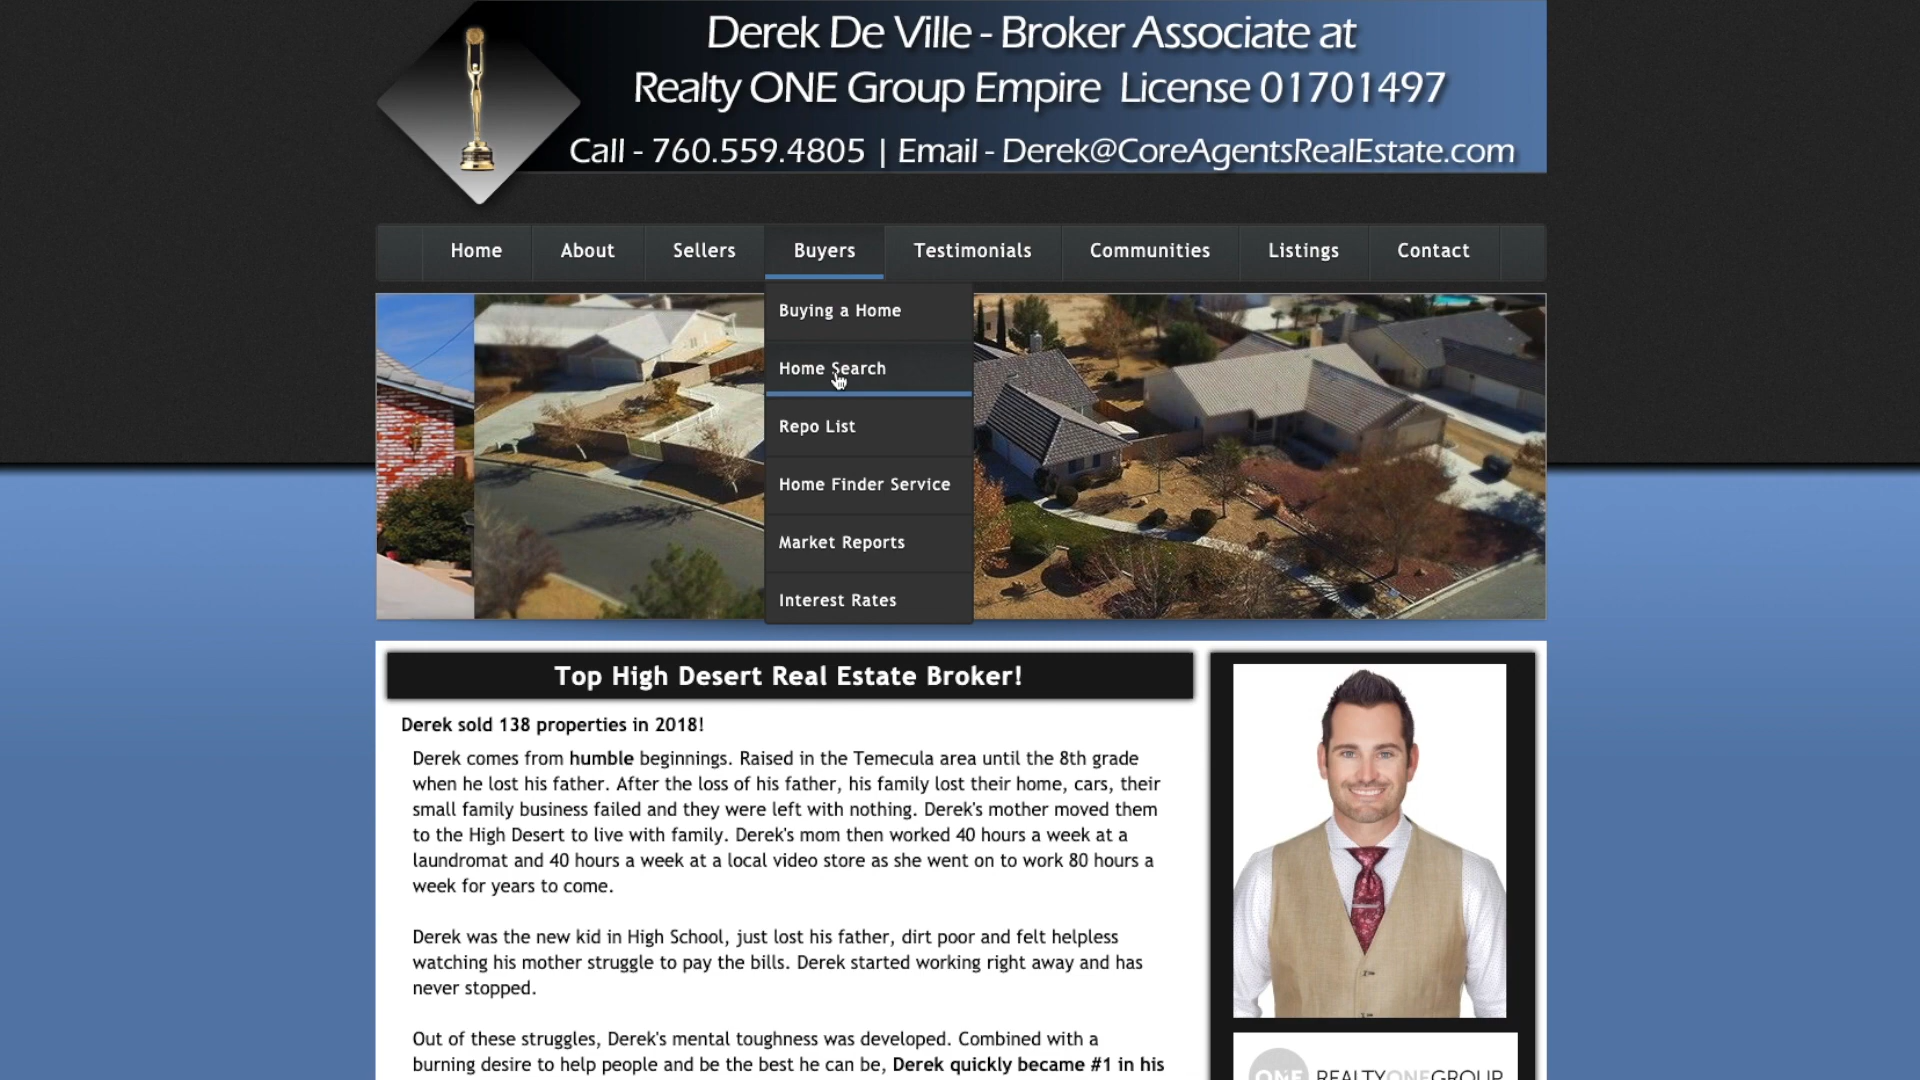 Derek De Ville - Broker Associate at
Realty ONE Group Empire License 01701497
Call - 760.559.4805 | Email - Derek@CoreAgentsRealEstate.com
Home About Sellers Buyers Testimonials Communities Listings Contact
Buying a Home
Home Search
Repo List
Home Finder Service
Market Reports
Interest Rates
Top High Desert Real Estate Broker!
Derek sold 138 properties in 2018!
Derek comes from humble beginnings. Raised in the Temecula area until the 8th grade
when he lost his father. After the loss of his father, his family lost their home, cars, their
small family business failed and they were left with nothing. Derek's mother moved them
to the High Desert to live with family. Derek's mom then worked 40 hours a week at a
laundromat and 40 hours a week at a local video store as she went on to work 80 hours a
week for years to come.
Derek was the new kid in High School, just lost his father, dirt poor and felt helpless
watching his mother struggle to pay the bills. Derek started working right away and has
never stopped.
Out of these struggles, Derek's mental toughness was developed. Combined with a
burning desire to help people and be the best he can be, Derek quickly became #1 in his
ONE REALTYONEGROUP